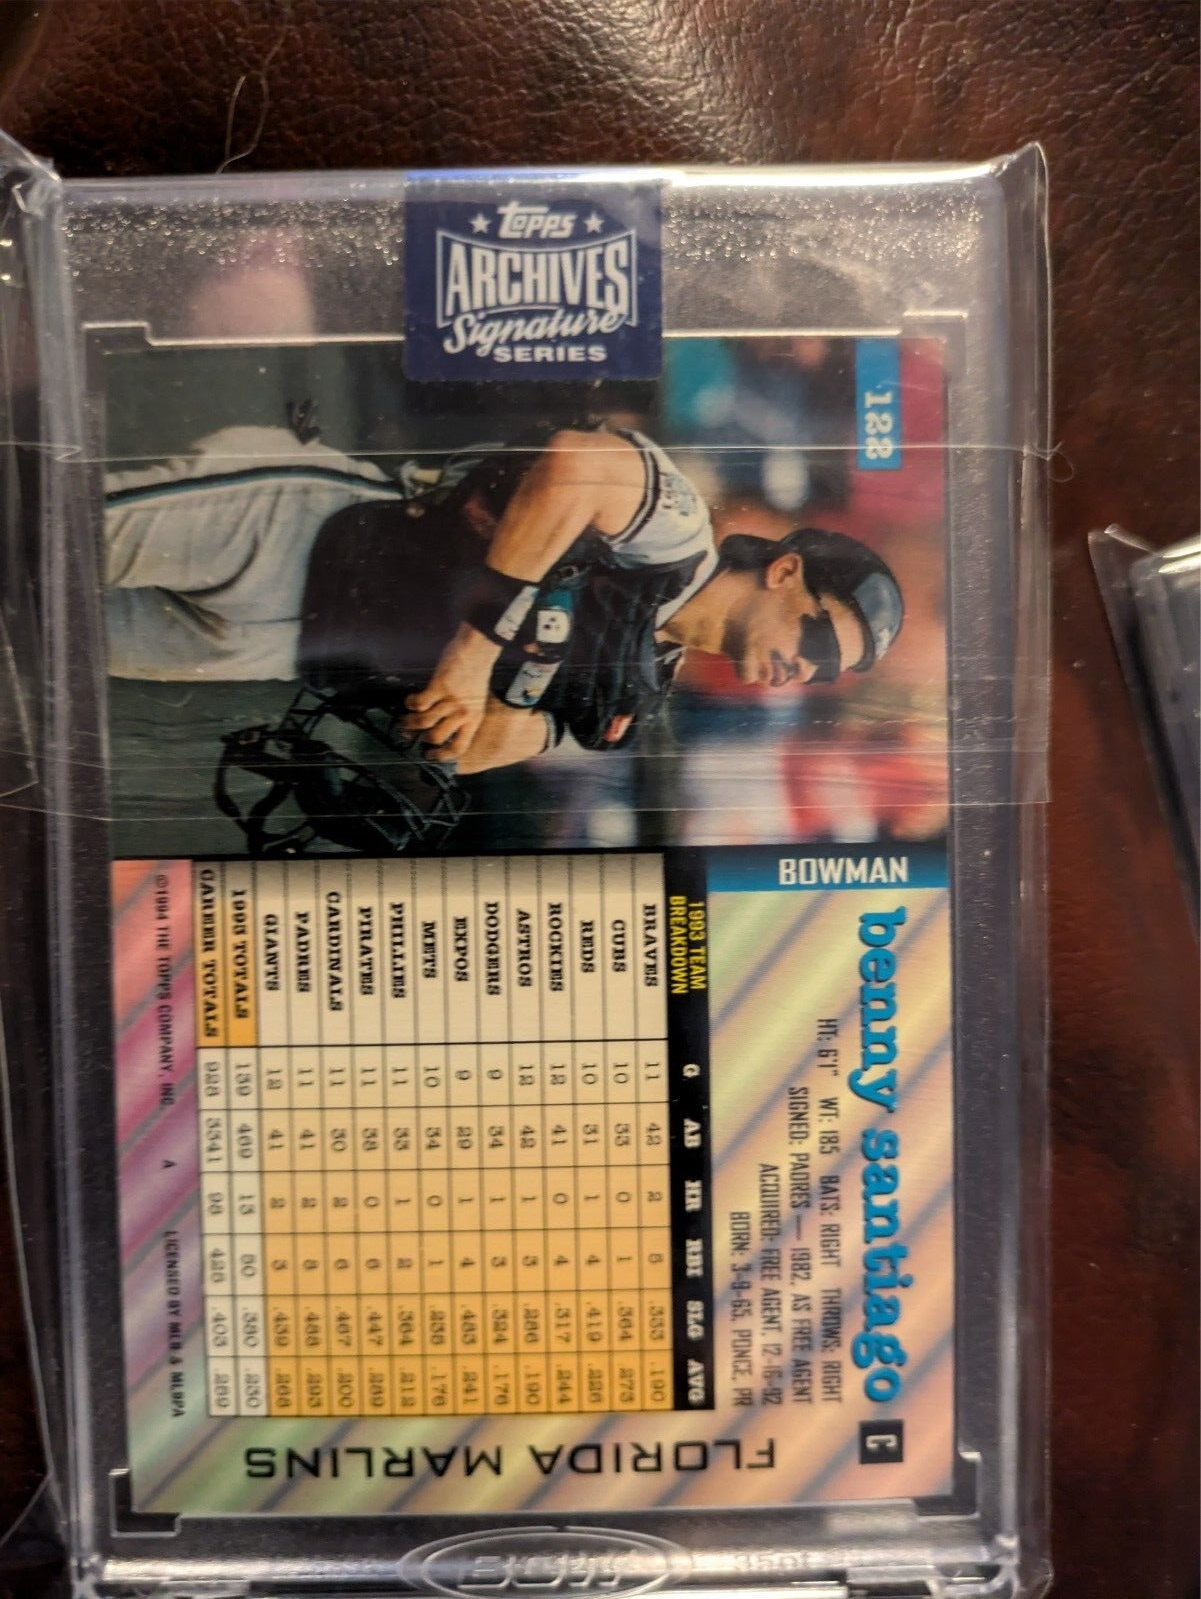 Topps
ARCHIVES
Signature
SERIES
122
BOWMAN
benny santiago C
HT: 6'1" WT: 185 BATS: RIGHT THROWS: RIGHT
SIGNED: PADRES — 1982, AS FREE AGENT
ACQUIRED: FREE AGENT, 12-16-92
BORN: 3-9-65, PONCE, PR
1993 TEAM BREAKDOWN G AB HR RBI SLG AVG
BRAVES 11 42 2 8 .333 .190
CUBS 10 33 0 1 .364 .273
REDS 10 31 1 4 .419 .226
ROCKIES 12 41 0 4 .317 .244
ASTROS 12 42 1 3 .286 .190
DODGERS 9 34 1 3 .324 .176
EXPOS 9 29 1 4 .483 .241
METS 10 34 0 1 .235 .176
PHILLIES 11 33 1 2 .364 .212
PIRATES 11 38 0 6 .447 .289
CARDINALS 11 30 2 6 .467 .200
PADRES 11 41 2 8 .488 .293
GIANTS 12 41 2 3 .439 .268
1993 TOTALS 139 469 13 50 .380 .230
CAREER TOTALS 928 3341 98 425 .403 .259
©1994 THE TOPPS COMPANY, INC. A LICENSED BY MLB & MLBPA
FLORIDA MARLINS